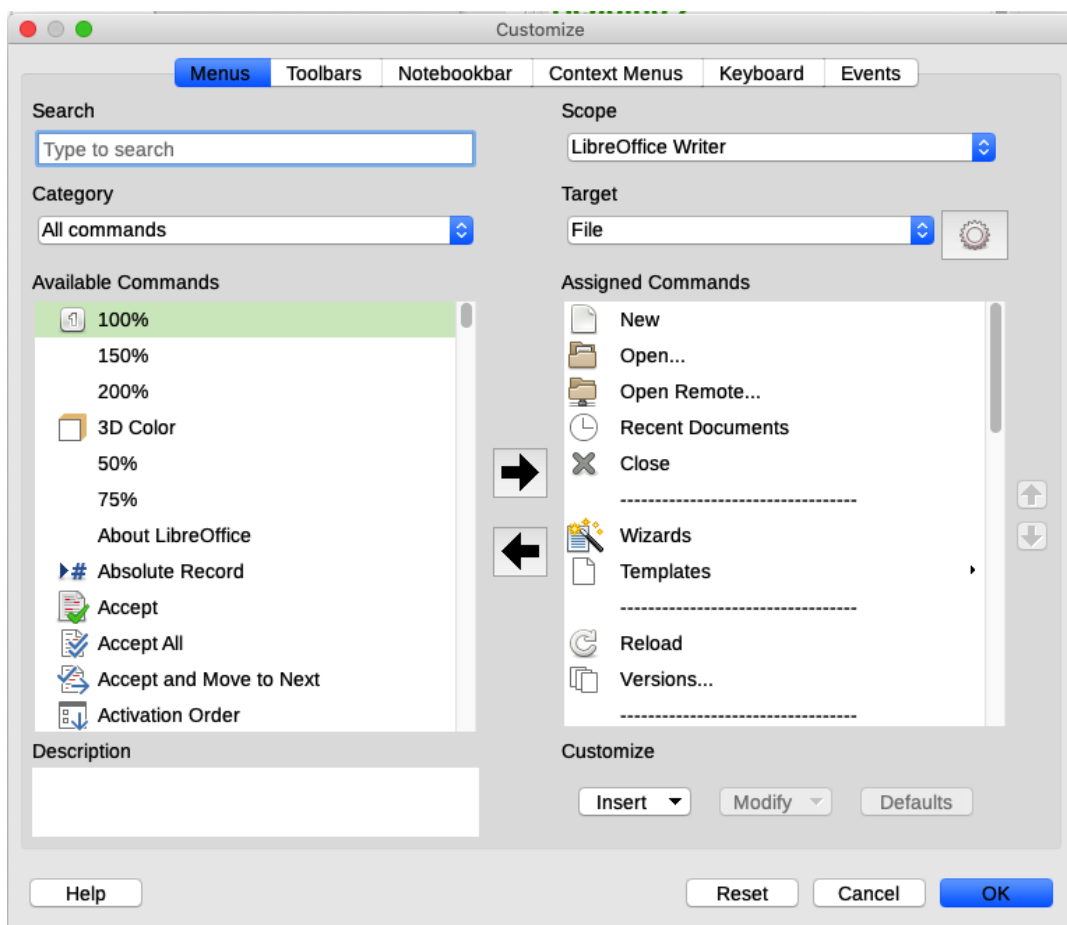 Customize
Menus Toolbars Notebookbar Context Menus Keyboard Events
Search
Type to search
Category
All commands
Available Commands
100%
150%
200%
3D Color
50%
75%
About LibreOffice
Absolute Record
Accept
Accept All
Accept and Move to Next
Activation Order
Description
Scope
LibreOffice Writer
Target
File
Assigned Commands
New
Open...
Open Remote...
Recent Documents
Close
----------------------------------
Wizards
Templates
----------------------------------
Reload
Versions...
----------------------------------
Customize
Insert Modify Defaults
Help Reset Cancel OK